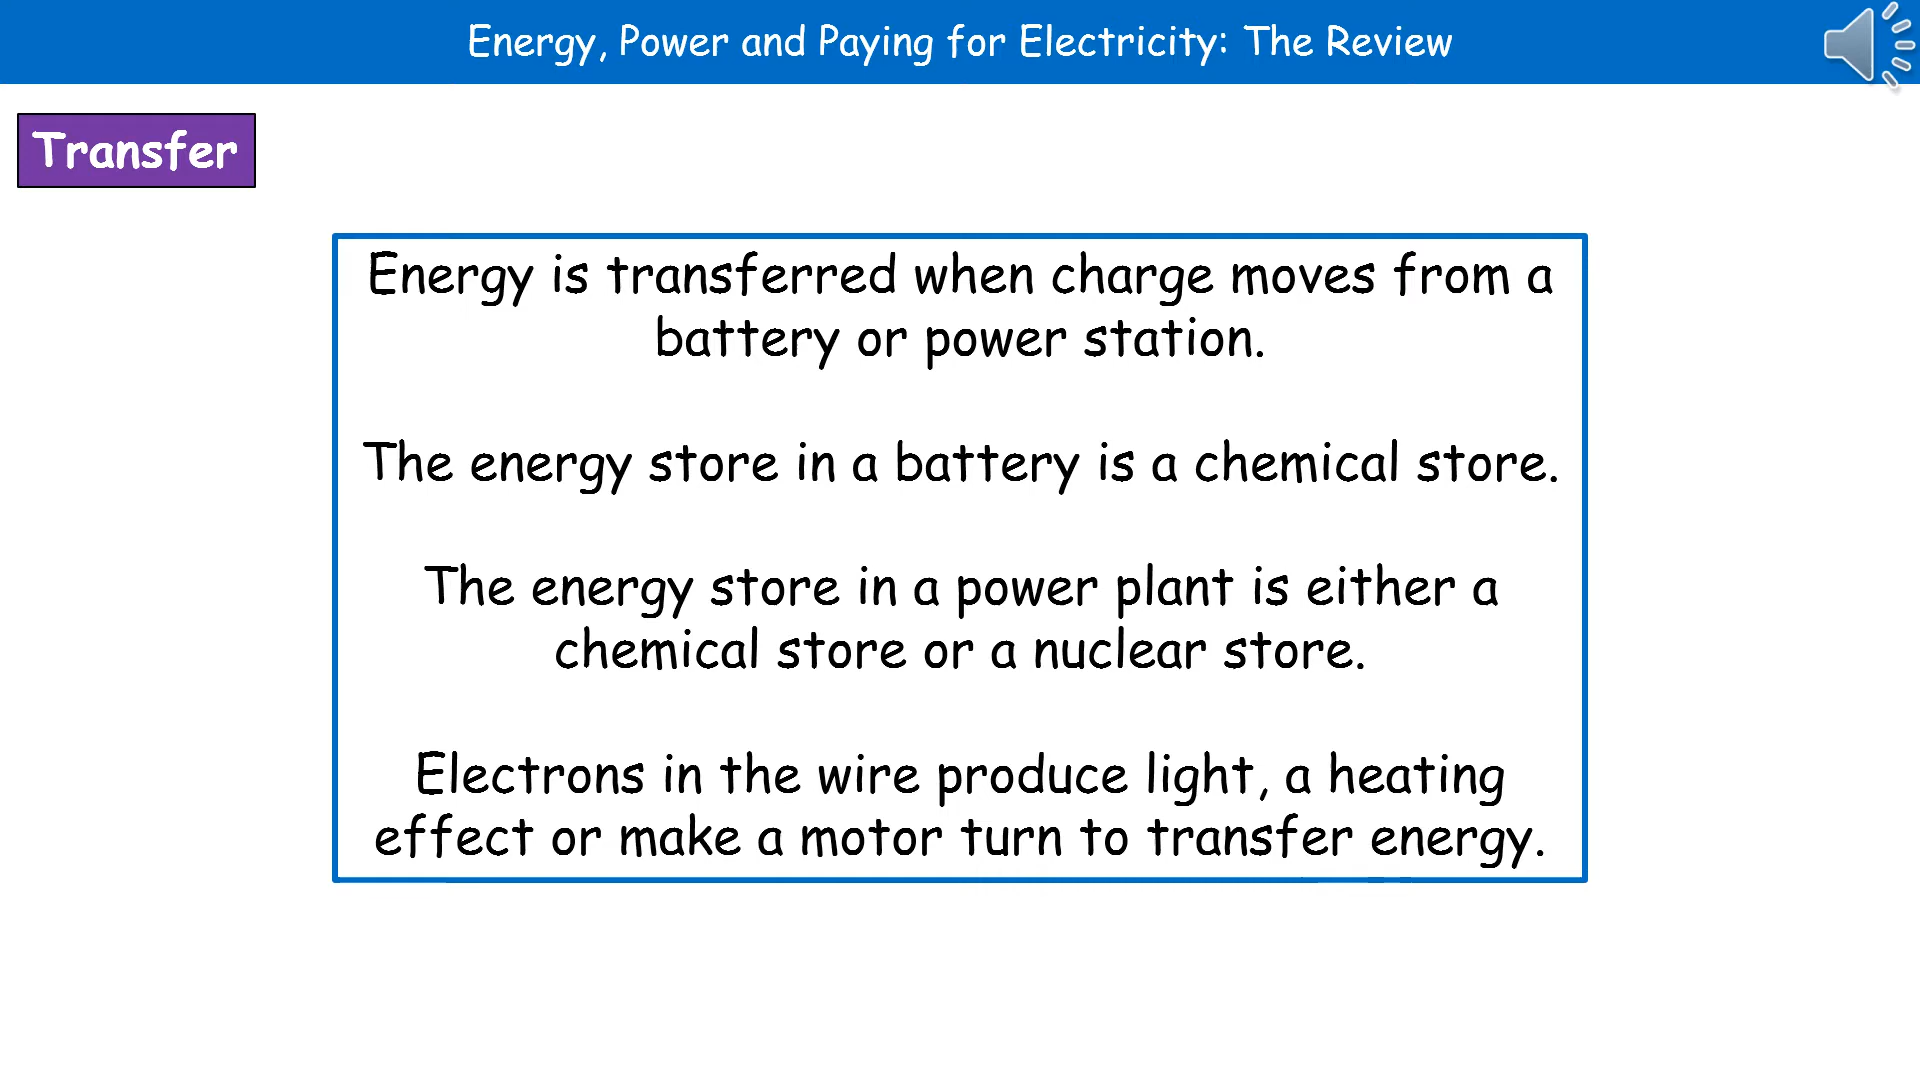 Energy, Power and Paying for Electricity: The Review
Transfer
Energy is transferred when charge moves from a
battery or power station.
The energy store in a battery is a chemical store.
The energy store in a power plant is either a
chemical store or a nuclear store.
Electrons in the wire produce light, a heating
effect or make a motor turn to transfer energy.